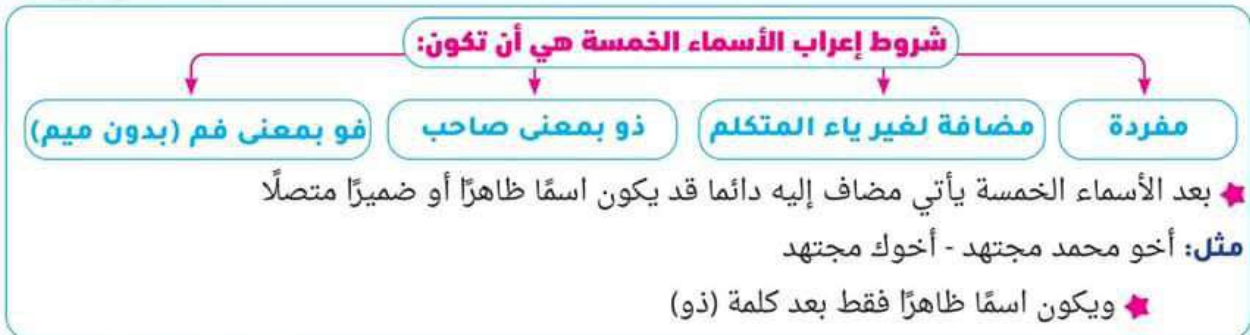 شروط إعراب الأسماء الخمسة هي أن تكون:
مفردة
مضافة لغير ياء المتكلم
ذو بمعنى صاحب
فو بمعنى فم (بدون ميم)
بعد الأسماء الخمسة يأتي مضاف إليه دائما قد يكون اسمًا ظاهرًا أو ضميرًا متصلًا
مثل: أخو محمد مجتهد - أخوك مجتهد
ويكون اسمًا ظاهرًا فقط بعد كلمة (ذو)